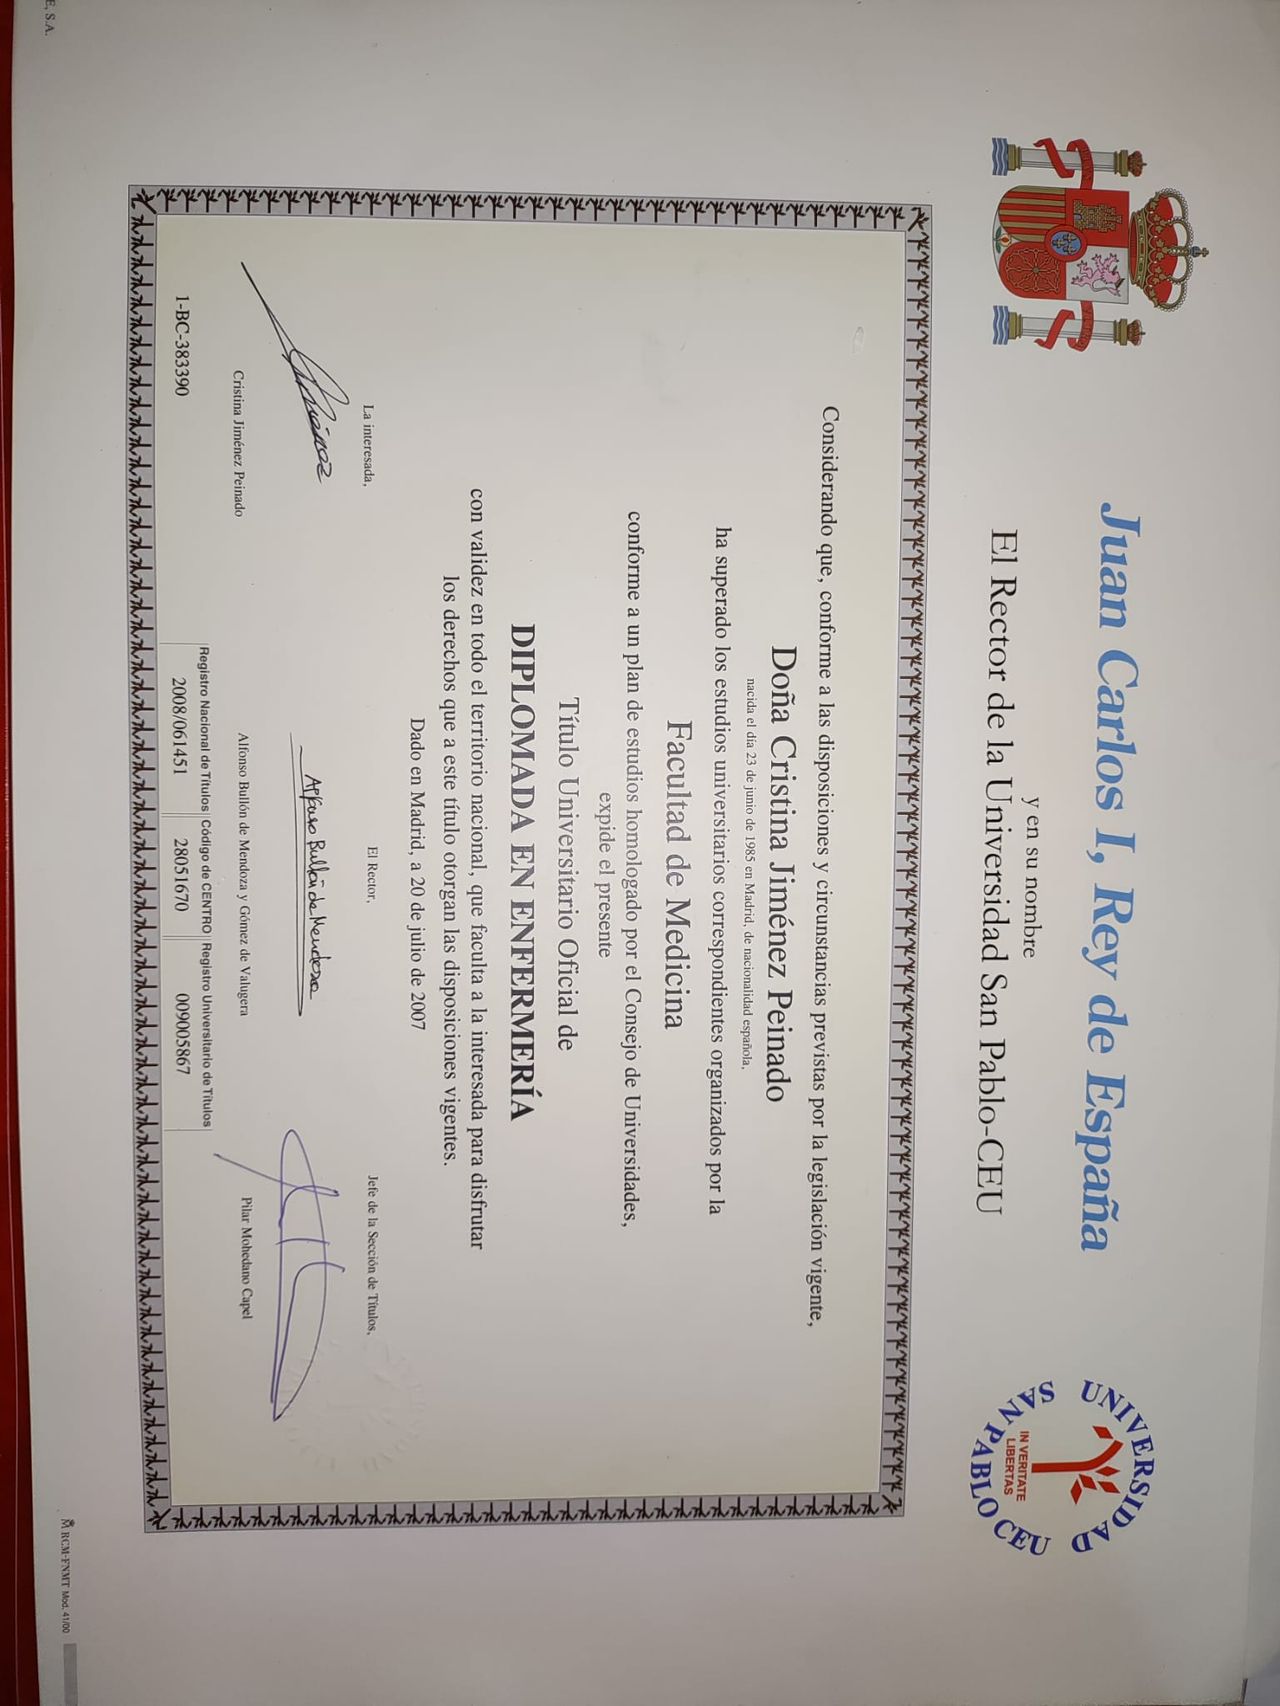 Juan Carlos I, Rey de España
y en su nombre
El Rector de la Universidad San Pablo-CEU
UNIVERSIDAD
SAN PABLO CEU
IN VERITATE
LIBERTAS
Considerando que, conforme a las disposiciones y circunstancias previstas por la legislación vigente,
Doña Cristina Jiménez Peinado
nacida el día 23 de junio de 1985 en Madrid, de nacionalidad española,
ha superado los estudios universitarios correspondientes organizados por la
Facultad de Medicina
conforme a un plan de estudios homologado por el Consejo de Universidades,
expide el presente
Título Universitario Oficial de
DIPLOMADA EN ENFERMERÍA
con validez en todo el territorio nacional, que faculta a la interesada para disfrutar
los derechos que a este título otorgan las disposiciones vigentes.
Dado en Madrid, a 20 de julio de 2007
La interesada,
El Rector,
Jefe de la Sección de Títulos,
Alfonso Bullón de Mendoza
Cristina Jiménez Peinado
Alfonso Bullón de Mendoza y Gómez de Valugera
Pilar Mohedano Capel
1-BC-383390
Registro Nacional de Títulos
Código de CENTRO
Registro Universitario de Títulos
2008/061451
28051670
009005867
E, S.A.
RCM-FNMT Mod. 41/00